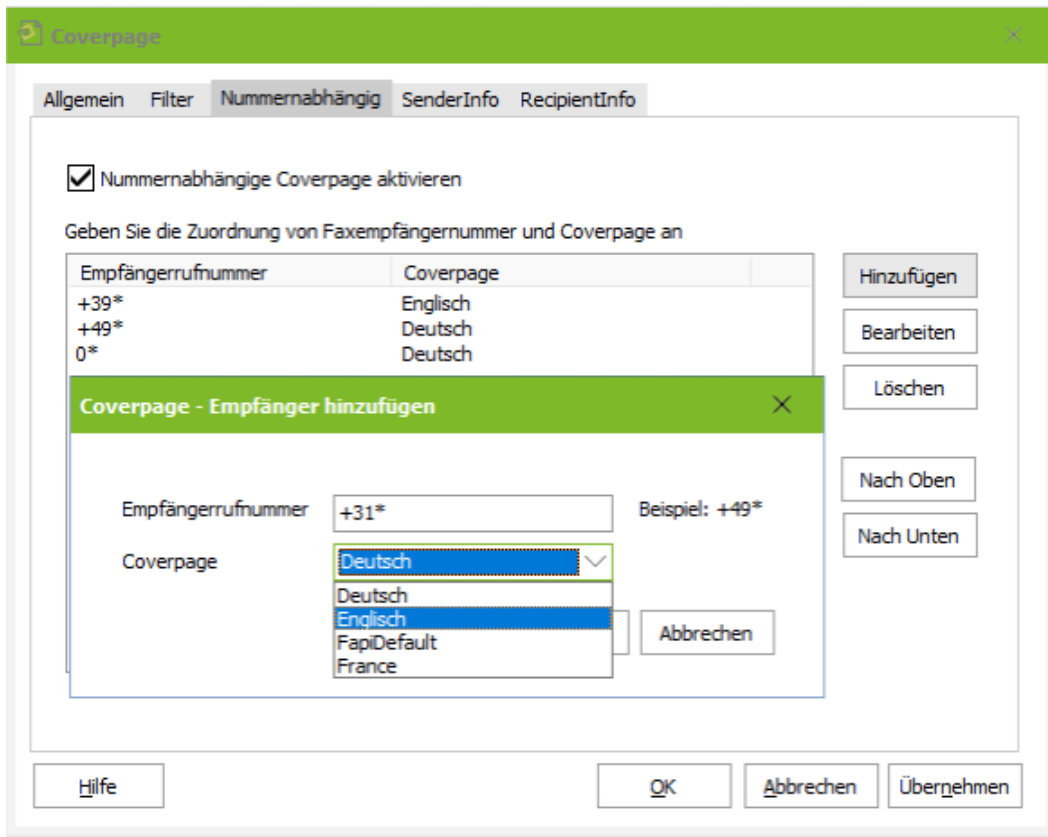 Coverpage
Allgemein Filter Nummernabhängig SenderInfo RecipientInfo
Nummernabhängige Coverpage aktivieren
Geben Sie die Zuordnung von Faxempfängernummer und Coverpage an
Empfängerrufnummer Coverpage
+39* Englisch
+49* Deutsch
0* Deutsch
Hinzufügen
Bearbeiten
Löschen
Nach Oben
Nach Unten
Coverpage - Empfänger hinzufügen
Empfängerrufnummer +31* Beispiel: +49*
Coverpage Deutsch
Deutsch
Englisch
FapiDefault
France
Abbrechen
Hilfe OK Abbrechen Übernehmen